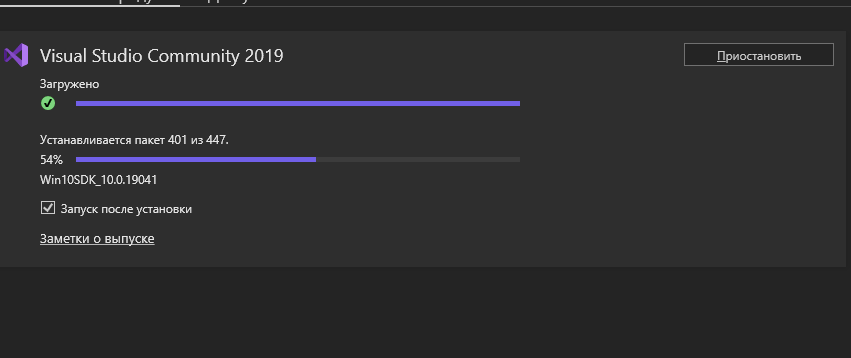 Visual Studio Community 2019
Приостановить
Загружено
Устанавливается пакет 401 из 447.
54%
Win10SDK_10.0.19041
Запуск после установки
Заметки о выпуске